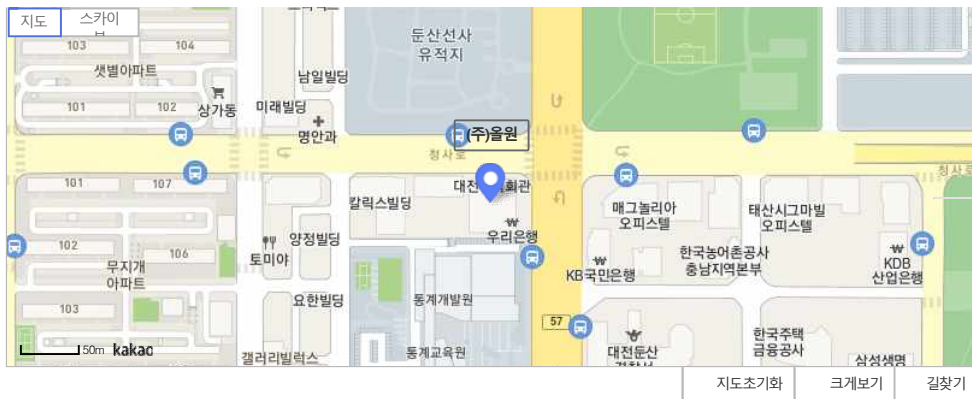 지도
스카이
103
104
샛별아파트
101
102
상가동
남일빌딩
미래빌딩
명안과
둔산선사
유적지
(주)올원
청사로
청사로
101
107
칼릭스빌딩
우리은행
102
106
무지개
아파트
103
토미야
양정빌딩
요한빌딩
갤러리빌럭스
통계개발원
통계교육원
매그놀리아
오피스텔
태산시그마빌
오피스텔
KB국민은행
한국농어촌공사
충남지역본부
KDB
산업은행
57
대전둔산
한국주택
금융공사
삼성생명
50m
kakao
지도초기화
크게보기
길찾기